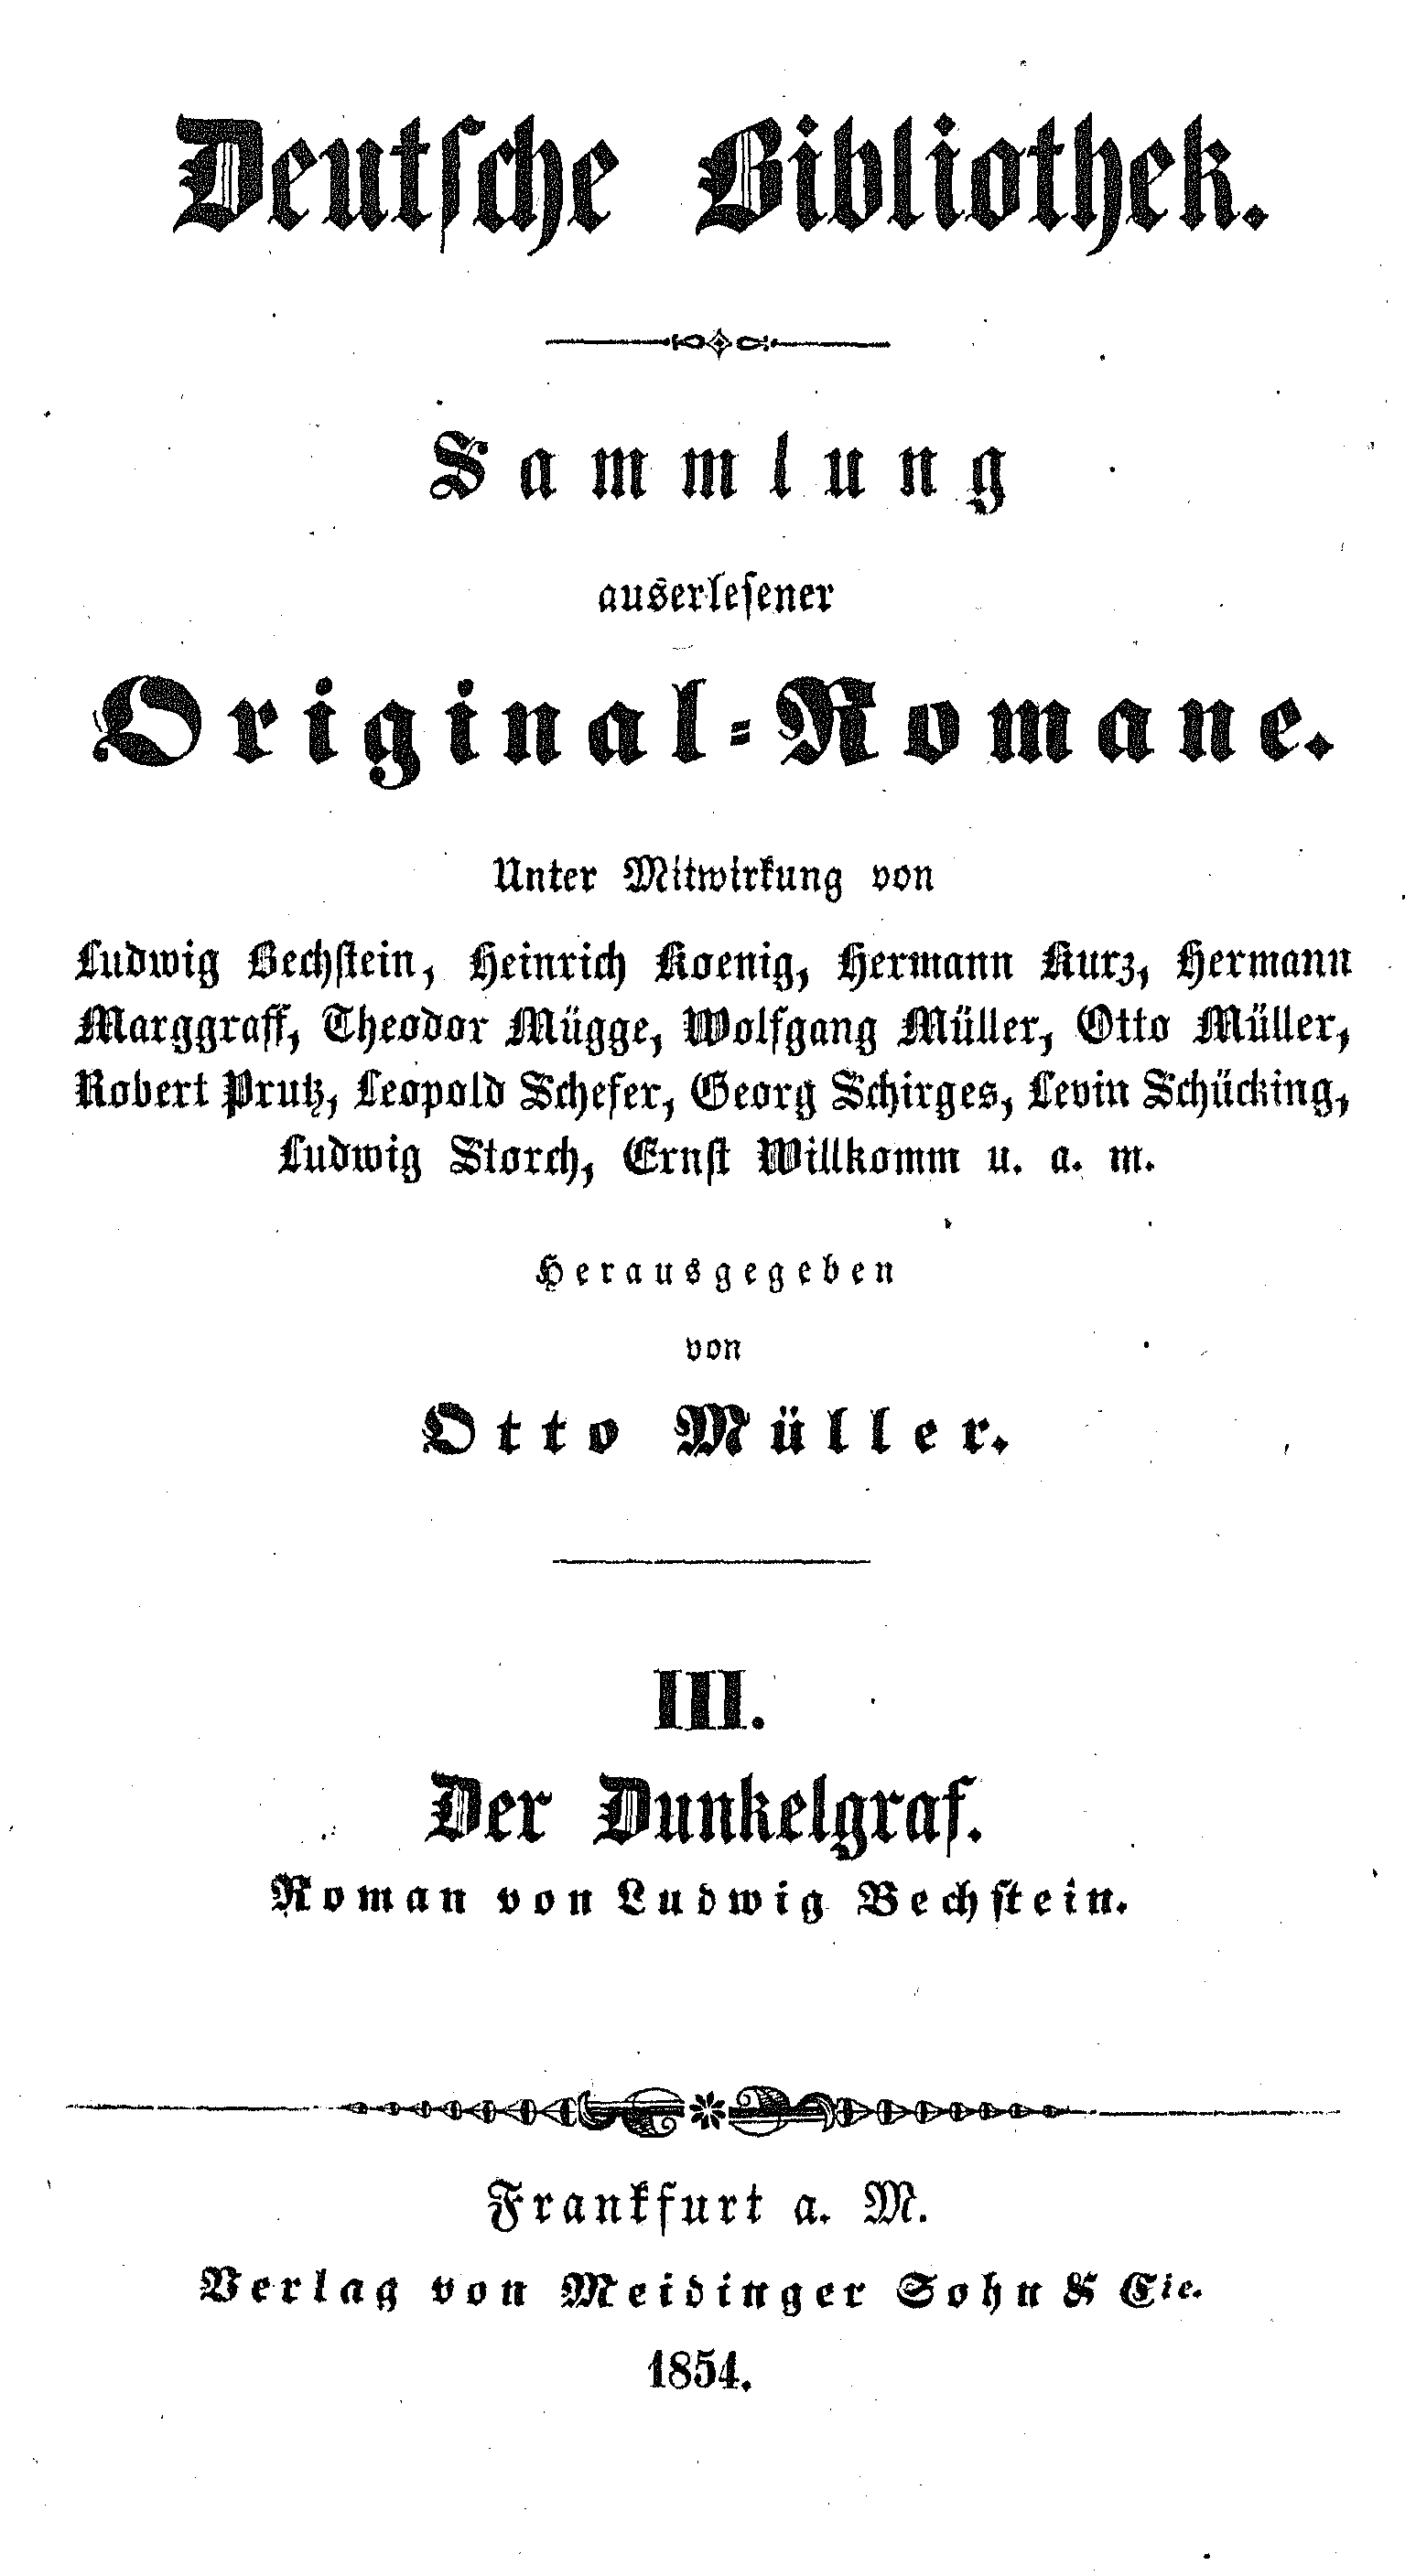 Deutſche Bibliothek.
Sammlung
auserleſener
Original-Romane.
Unter Mitwirkung von
Ludwig Bechſtein, Heinrich Koenig, Hermann Kurz, Hermann
Marggraff, Theodor Mügge, Wolfgang Müller, Otto Müller,
Robert Prutz, Leopold Schefer, Georg Schirges, Levin Schücking,
Ludwig Storch, Ernſt Willkomm u. a. m.
Herausgegeben
von
Otto Müller.
III.
Der Dunkelgraf.
Roman von Ludwig Bechſtein.
Frankfurt a. M.
Verlag von Meidinger Sohn & Cie.
1854.